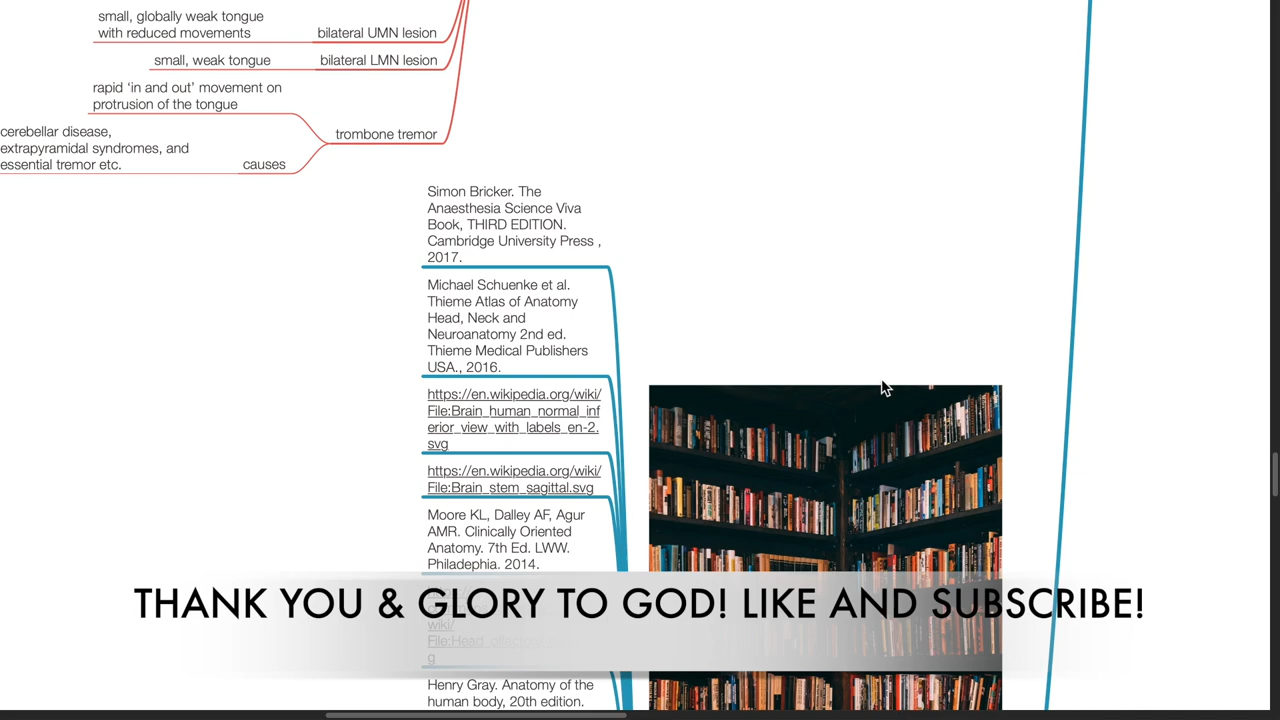 small, globally weak tongue
with reduced movements
bilateral UMN lesion
small, weak tongue
bilateral LMN lesion
rapid ‘in and out’ movement on
protrusion of the tongue
trombone tremor
cerebellar disease,
extrapyramidal syndromes, and
essential tremor etc.
causes
Simon Bricker. The
Anaesthesia Science Viva
Book, THIRD EDITION.
Cambridge University Press ,
2017.
Michael Schuenke et al.
Thieme Atlas of Anatomy
Head, Neck and
Neuroanatomy 2nd ed.
Thieme Medical Publishers
USA., 2016.
https://en.wikipedia.org/wiki/
File:Brain_human_normal_inf
erior_view_with_labels_en-2.
svg
https://en.wikipedia.org/wiki/
File:Brain_stem_sagittal.svg
Moore KL, Dalley AF, Agur
AMR. Clinically Oriented
Anatomy. 7th Ed. LWW.
Philadephia. 2014.
THANK YOU & GLORY TO GOD! LIKE AND SUBSCRIBE!
wiki/
g
Henry Gray. Anatomy of the
human body, 20th edition.